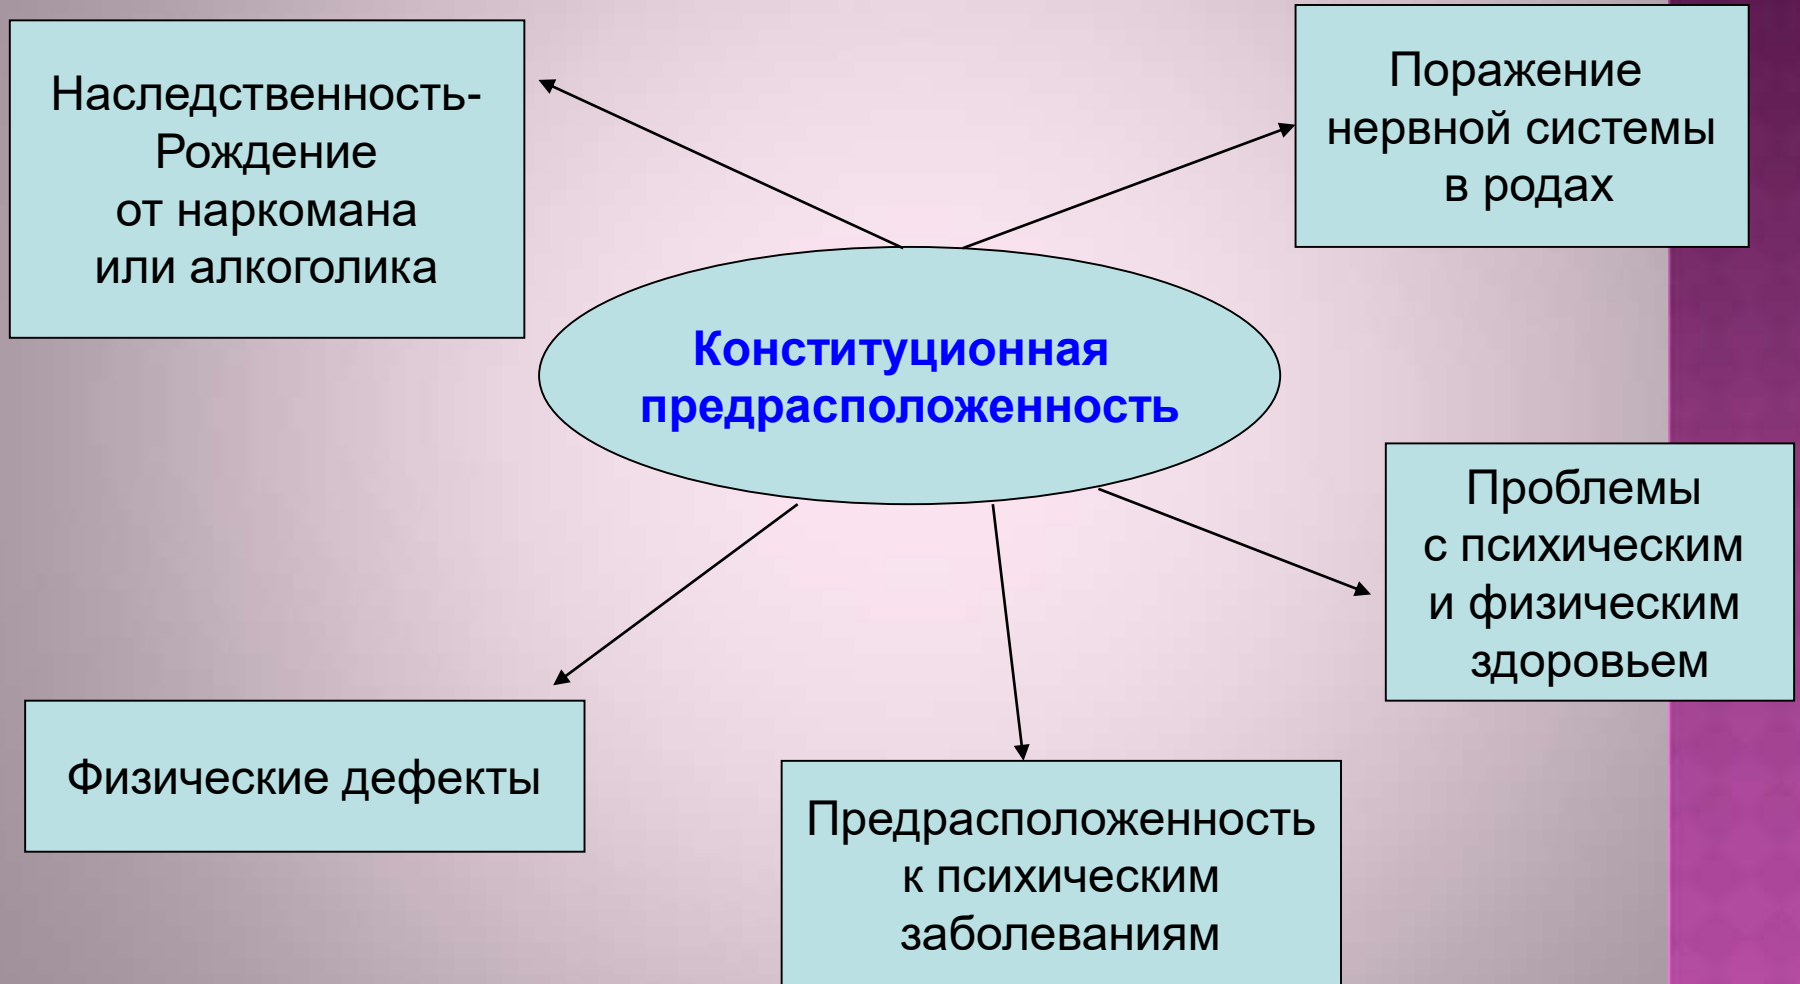 Наследственность-
Рождение
от наркомана
или алкоголика
Поражение
нервной системы
в родах
Конституционная
предрасположенность
Проблемы
с психическим
и физическим
здоровьем
Физические дефекты
Предрасположенность
к психическим
заболеваниям